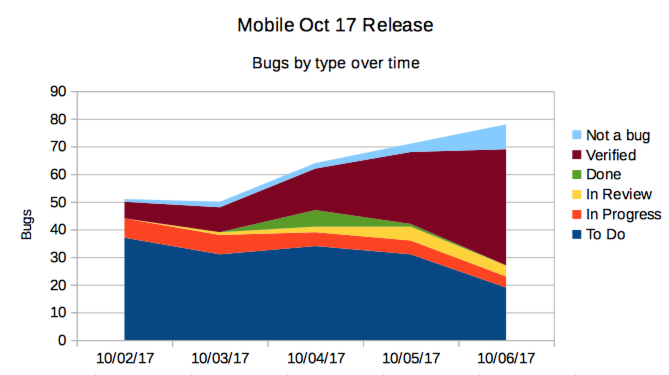 Mobile Oct 17 Release
Bugs by type over time
90
80
70
60
50
40
30
20
10
0
Bugs
10/02/17
10/03/17
10/04/17
10/05/17
10/06/17
Not a bug
Verified
Done
In Review
In Progress
To Do